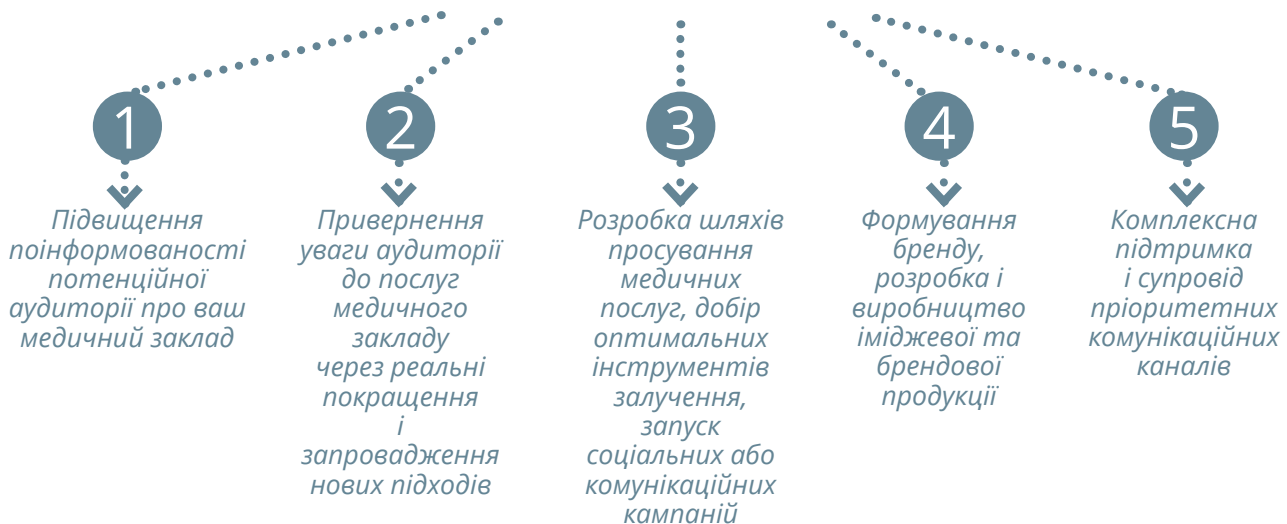 1
Підвищення
поінформованості
потенційної
аудиторії про ваш
медичний заклад
2
Привернення
уваги аудиторії
до послуг
медичного
закладу
через реальні
покращення
і
запровадження
нових підходів
3
Розробка шляхів
просування
медичних
послуг, добір
оптимальних
інструментів
залучення,
запуск
соціальних або
комунікаційних
кампаній
4
Формування
бренду,
розробка і
виробництво
іміджевої та
брендової
продукції
5
Комплексна
підтримка
і супровід
пріоритетних
комунікаційних
каналів